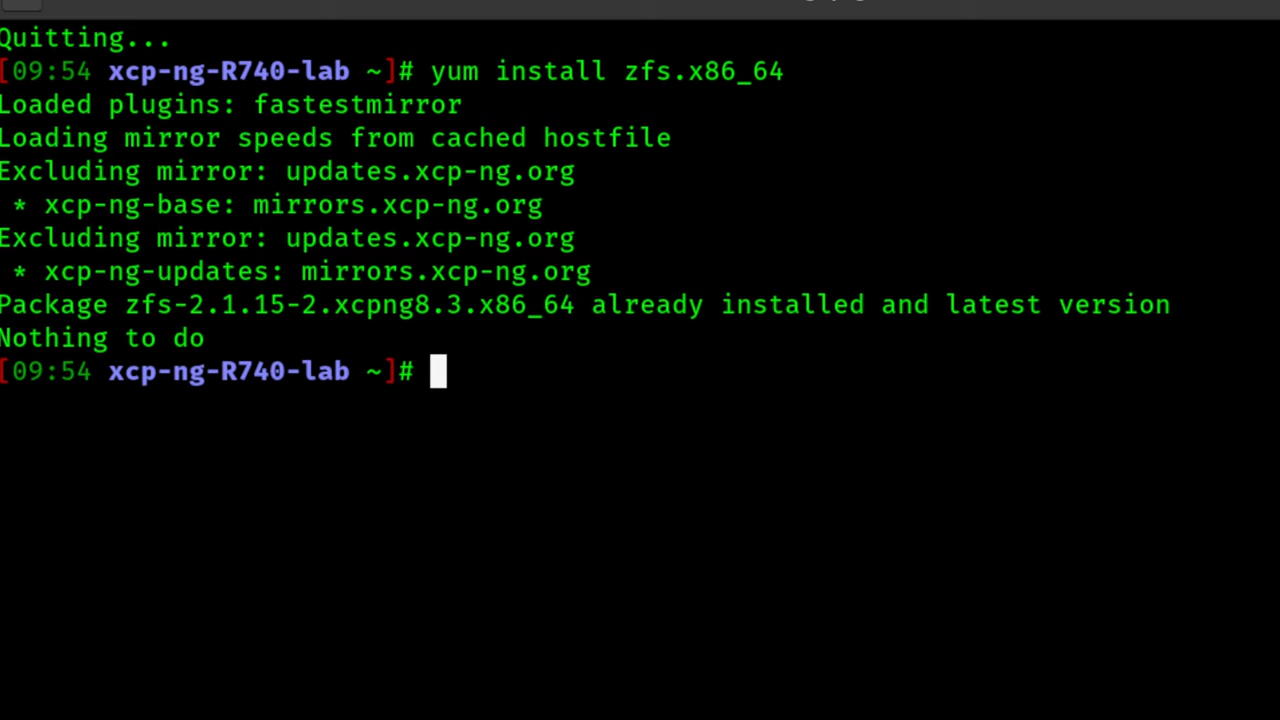 Quitting...
[09:54 xcp-ng-R740-lab ~]# yum install zfs.x86_64
Loaded plugins: fastestmirror
Loading mirror speeds from cached hostfile
Excluding mirror: updates.xcp-ng.org
 * xcp-ng-base: mirrors.xcp-ng.org
Excluding mirror: updates.xcp-ng.org
 * xcp-ng-updates: mirrors.xcp-ng.org
Package zfs-2.1.15-2.xcpng8.3.x86_64 already installed and latest version
Nothing to do
[09:54 xcp-ng-R740-lab ~]#